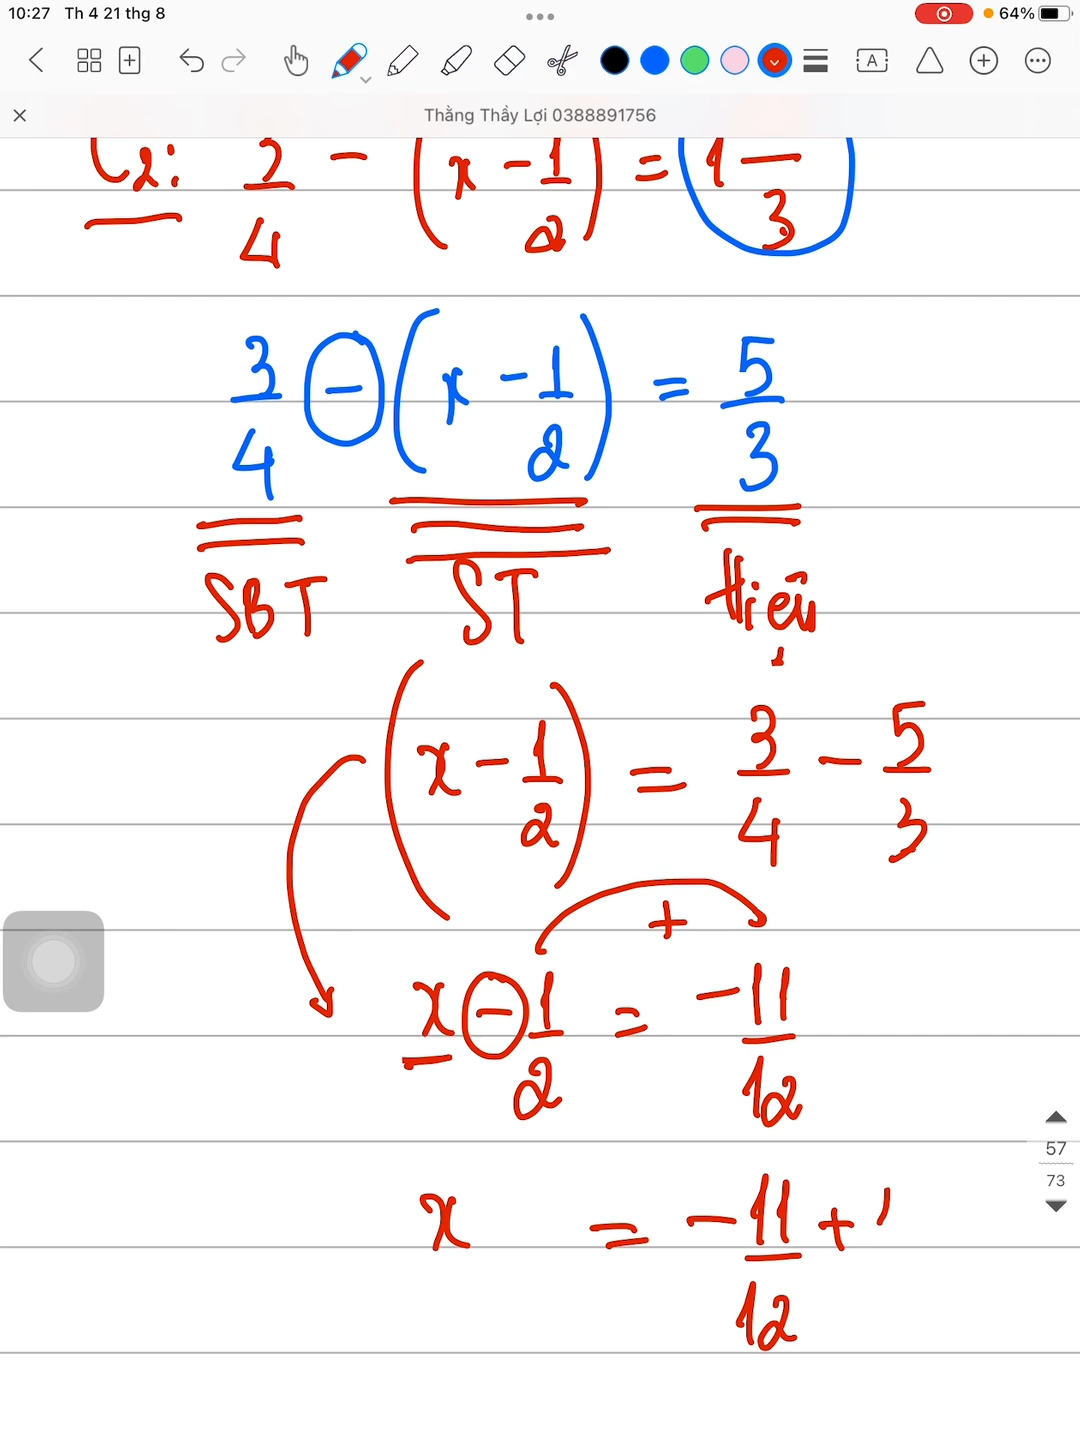 10:27 Th 4 21 thg 8 64%
A
Thằng Thầy Lợi 0388891756
C2: 3/4 - (x - 1/2) = 1 —/3
3/4 - (x - 1/2) = 5/3
SBT ST Hiệu
(x - 1/2) = 3/4 - 5/3
+
x - 1/2 = -11/12
57
73
x = -11/12 +